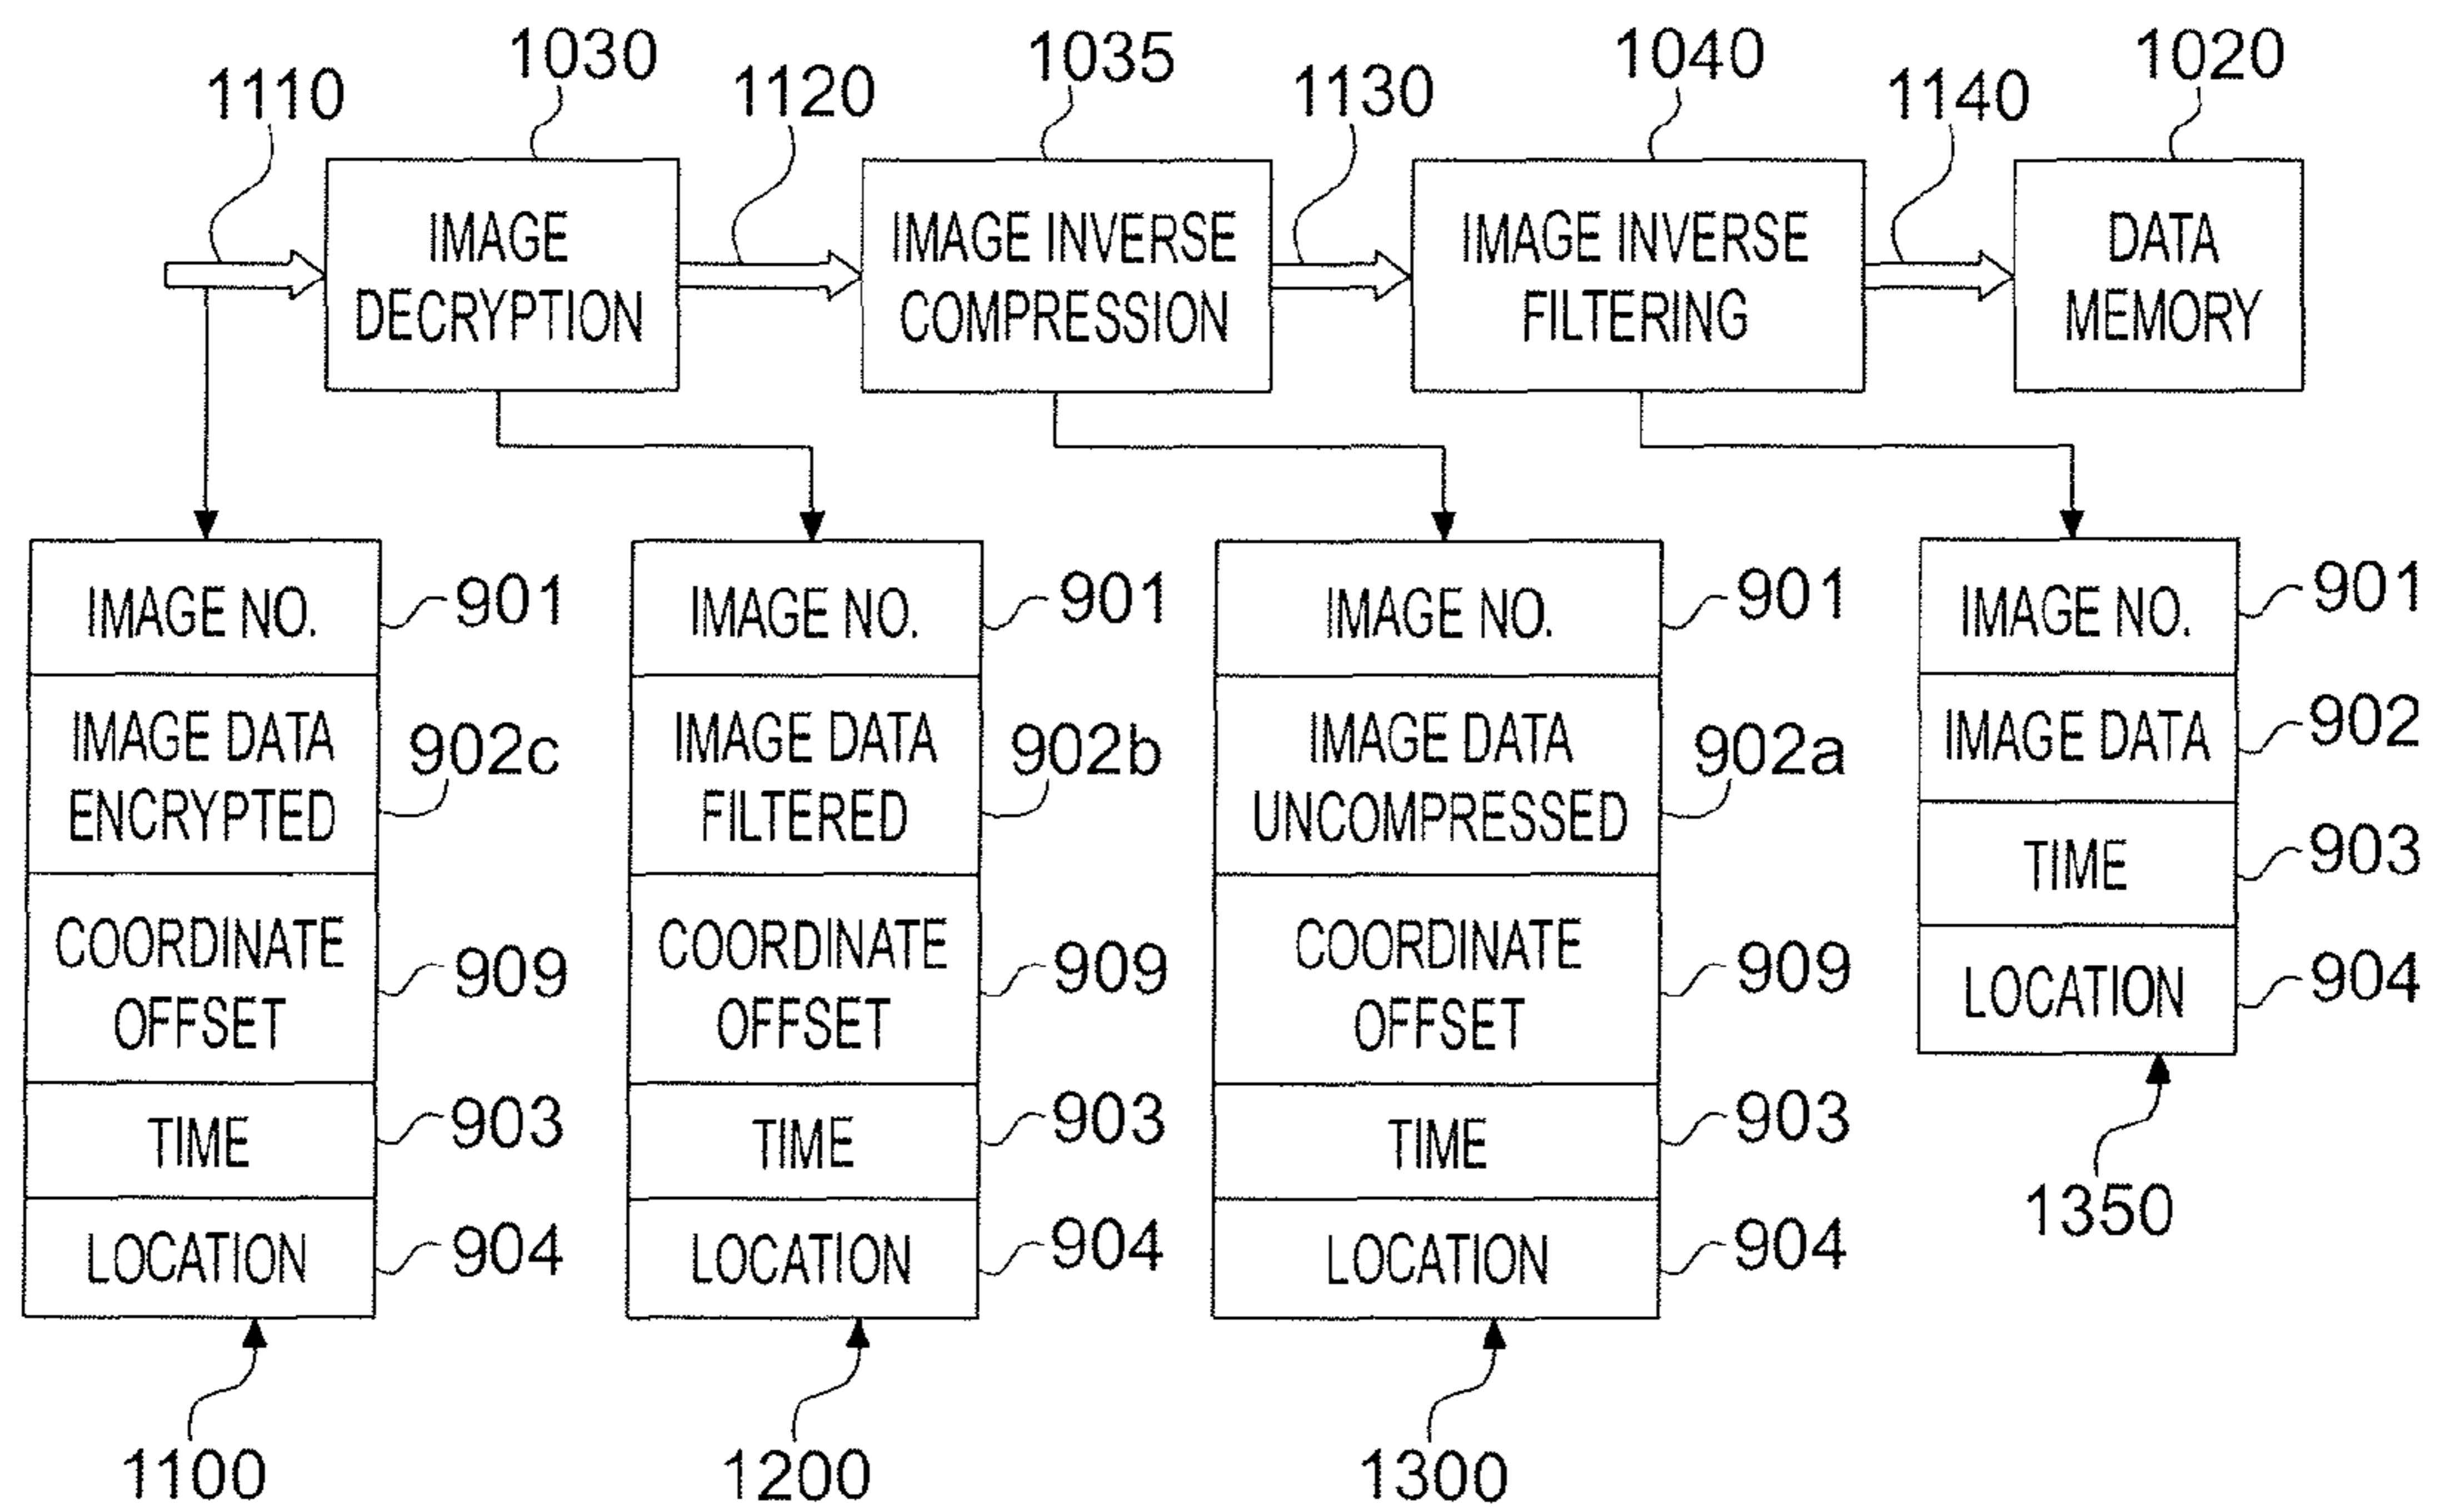 1110
1030
1120
1035
1130
1040
1140
1020
IMAGE
DECRYPTION
IMAGE INVERSE
COMPRESSION
IMAGE INVERSE
FILTERING
DATA
MEMORY
IMAGE NO.
901
IMAGE DATA
ENCRYPTED
902c
COORDINATE
OFFSET
909
TIME
903
LOCATION
904
1100
IMAGE NO.
901
IMAGE DATA
FILTERED
902b
COORDINATE
OFFSET
909
TIME
903
LOCATION
904
1200
IMAGE NO.
901
IMAGE DATA
UNCOMPRESSED
902a
COORDINATE
OFFSET
909
TIME
903
LOCATION
904
1300
IMAGE NO.
901
IMAGE DATA
902
TIME
903
LOCATION
904
1350